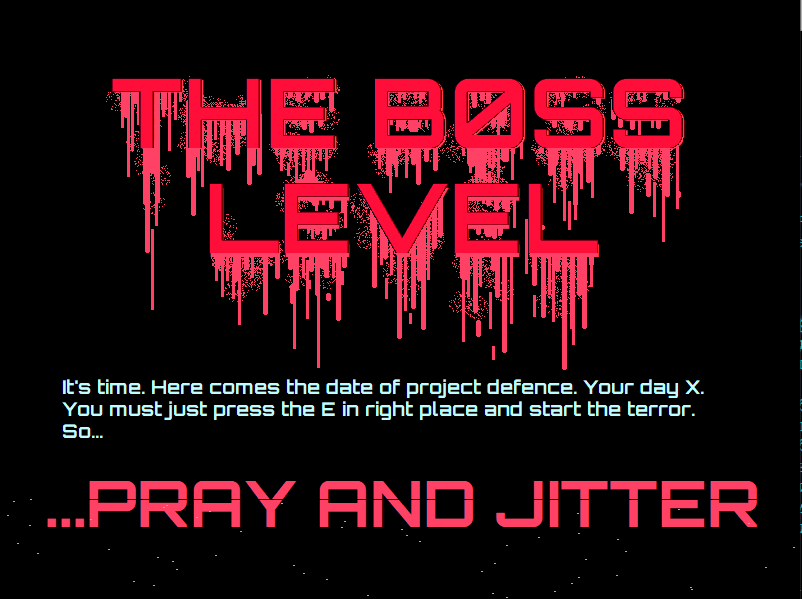 THE B0SS
LEVEL
It's time. Here comes the date of project defence. Your day X.
You must just press the E in right place and start the terror.
So...
...PRAY AND JITTER